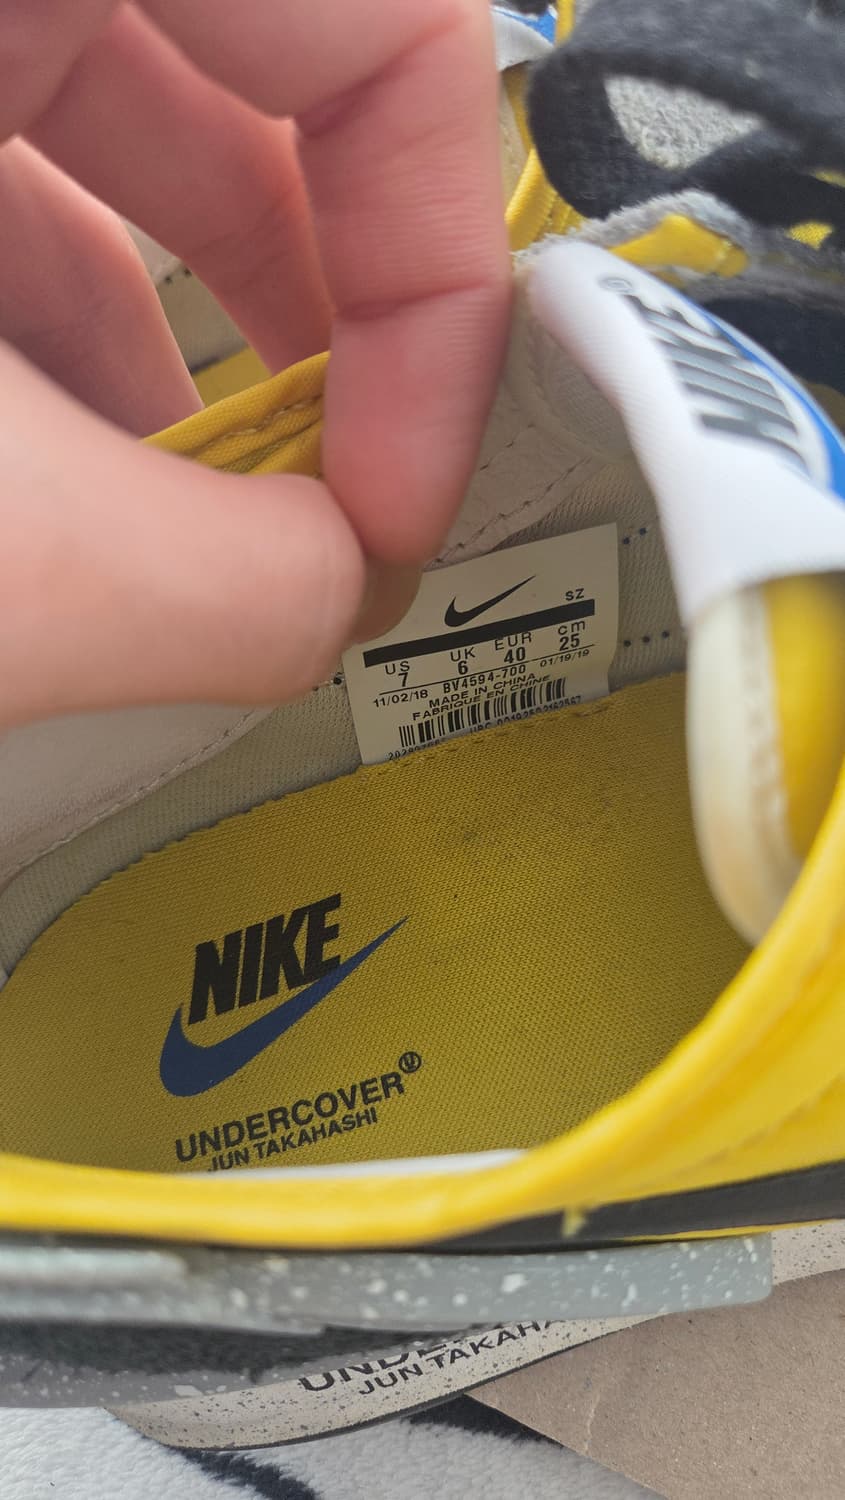 NIKE
®
SZ
US UK EUR cm
7 6 40 25
11/02/18 BV4594-700 01/19/19
MADE IN CHINA
FABRIQUE EN CHINE
NIKE
UNDERCOVER
JUN TAKAHASHI
JUN TAKAHA